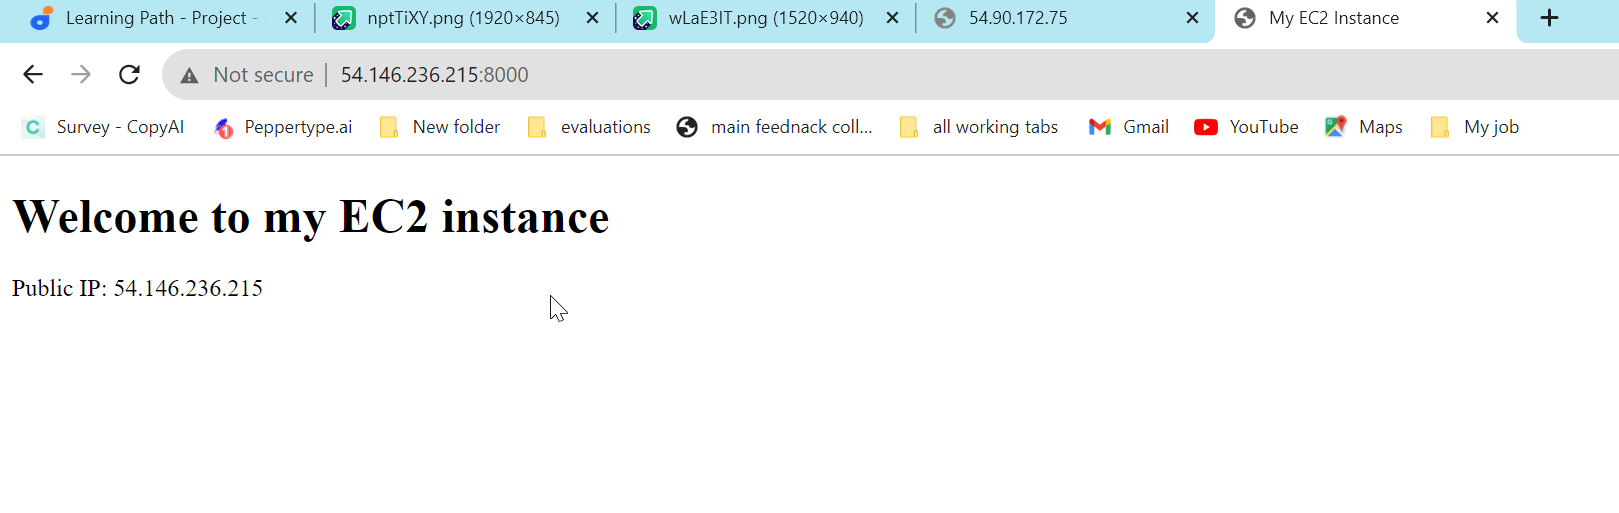 Learning Path - Project -
nptTiXY.png (1920×845)
wLaE3IT.png (1520×940)
54.90.172.75
My EC2 Instance
Not secure
54.146.236.215:8000
Survey - CopyAI
Peppertype.ai
New folder
evaluations
main feednack coll...
all working tabs
Gmail
YouTube
Maps
My job
Welcome to my EC2 instance
Public IP: 54.146.236.215